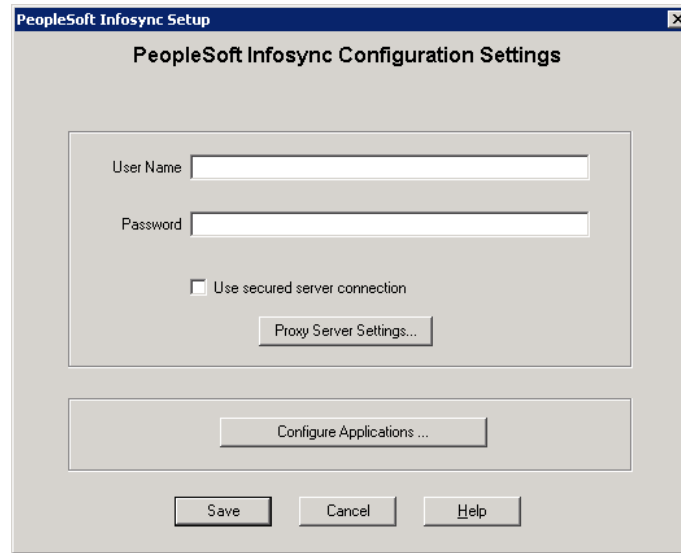 PeopleSoft Infosync Setup
PeopleSoft Infosync Configuration Settings
User Name
Password
Use secured server connection
Proxy Server Settings...
Configure Applications ...
Save Cancel Help